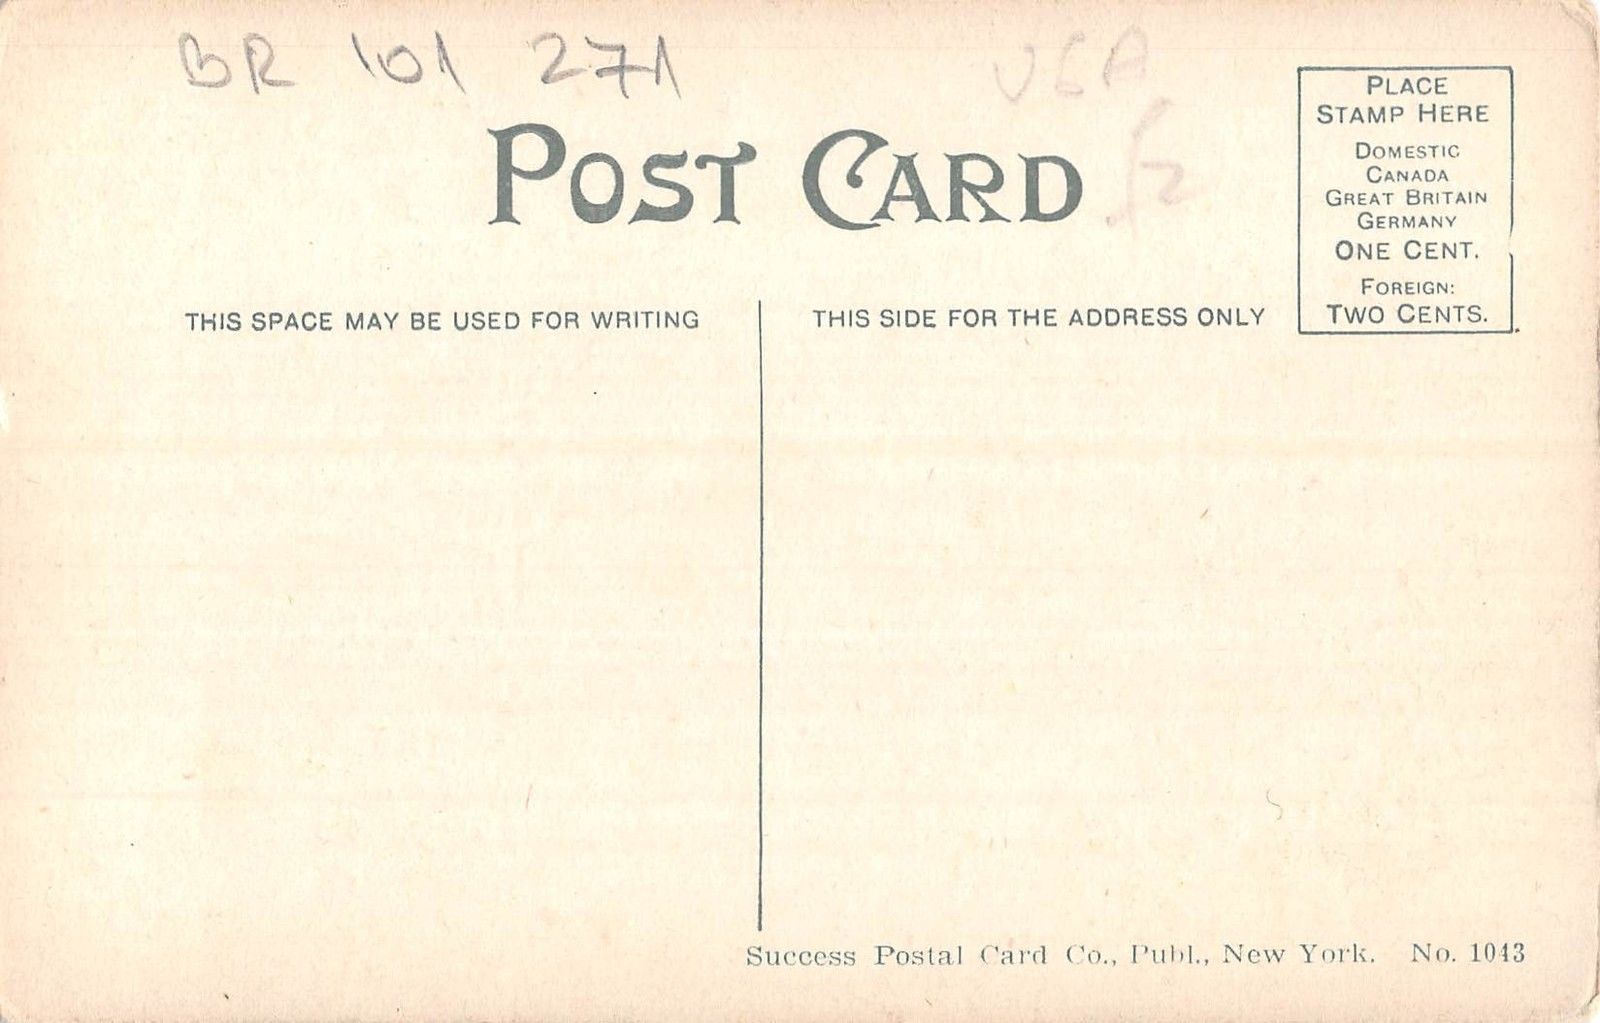 BR 101 271
USA
POST CARD
PLACE
STAMP HERE
DOMESTIC
CANADA
GREAT BRITAIN
GERMANY
ONE CENT.
FOREIGN:
TWO CENTS.
THIS SPACE MAY BE USED FOR WRITING
THIS SIDE FOR THE ADDRESS ONLY
Success Postal Card Co., Publ., New York. No. 1043